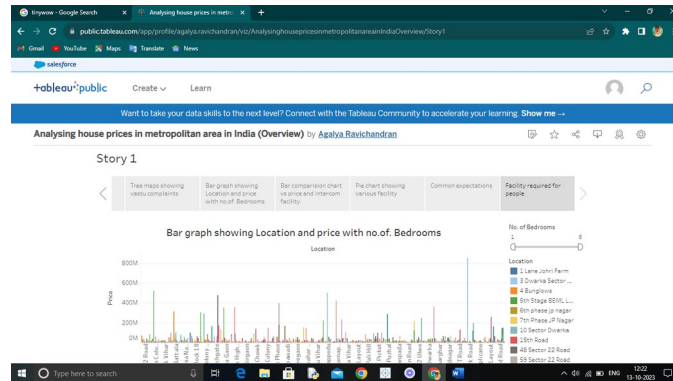 tinywow - Google Search
Analysing house prices in metro
public.tableau.com/app/profile/agalya.ravichandran/viz/AnalysinghousepricesinmetropolitanareainIndiaOverview/Story1
Gmail YouTube Maps Translate News
salesforce
+ableau public Create Learn
Want to take your data skills to the next level? Connect with the Tableau Community to accelerate your learning. Show me →
Analysing house prices in metropolitan area in India (Overview) by Agalya Ravichandran
Story 1
Tree maps showing vastu complaints
Bar graph showing Location and price with no.of. Bedrooms
Bar comparision chart vs price and intercom facility
Pie chart showing various facility
Common expectations
Facility required for people
Bar graph showing Location and price with no.of. Bedrooms
Location
No. of Bedrooms
1 8
Price
800M
600M
400M
200M
0M
Location
1 Lane Johri Farm
3 Dwarka Sector ...
4 Bunglows
5th Stage BEML L...
6th phase jp nagar
7th Phase JP Nagar
10 Sector Dwarka
15th Road
48 Sector 22 Road
59 Sector 22 Road
Type here to search
ENG
12:22
13-10-2023